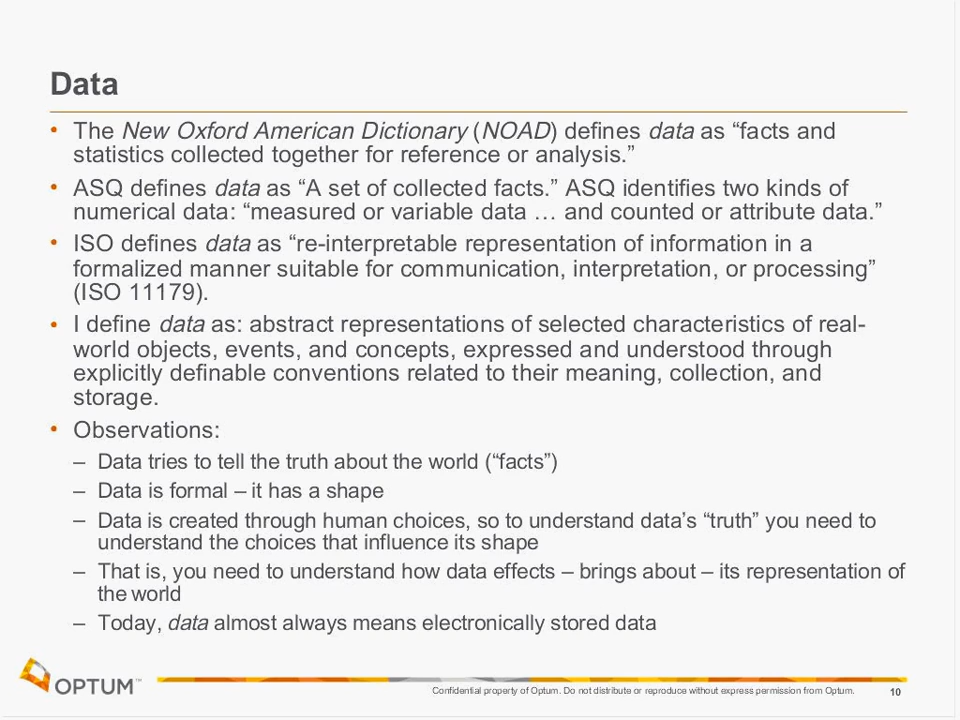 Data
• The New Oxford American Dictionary (NOAD) defines data as “facts and
statistics collected together for reference or analysis.”
• ASQ defines data as “A set of collected facts.” ASQ identifies two kinds of
numerical data: “measured or variable data … and counted or attribute data.”
• ISO defines data as “re-interpretable representation of information in a
formalized manner suitable for communication, interpretation, or processing”
(ISO 11179).
• I define data as: abstract representations of selected characteristics of real-
world objects, events, and concepts, expressed and understood through
explicitly definable conventions related to their meaning, collection, and
storage.
• Observations:
– Data tries to tell the truth about the world (“facts”)
– Data is formal – it has a shape
– Data is created through human choices, so to understand data’s “truth” you need to
understand the choices that influence its shape
– That is, you need to understand how data effects – brings about – its representation of
the world
– Today, data almost always means electronically stored data
OPTUM™
Confidential property of Optum. Do not distribute or reproduce without express permission from Optum. 10